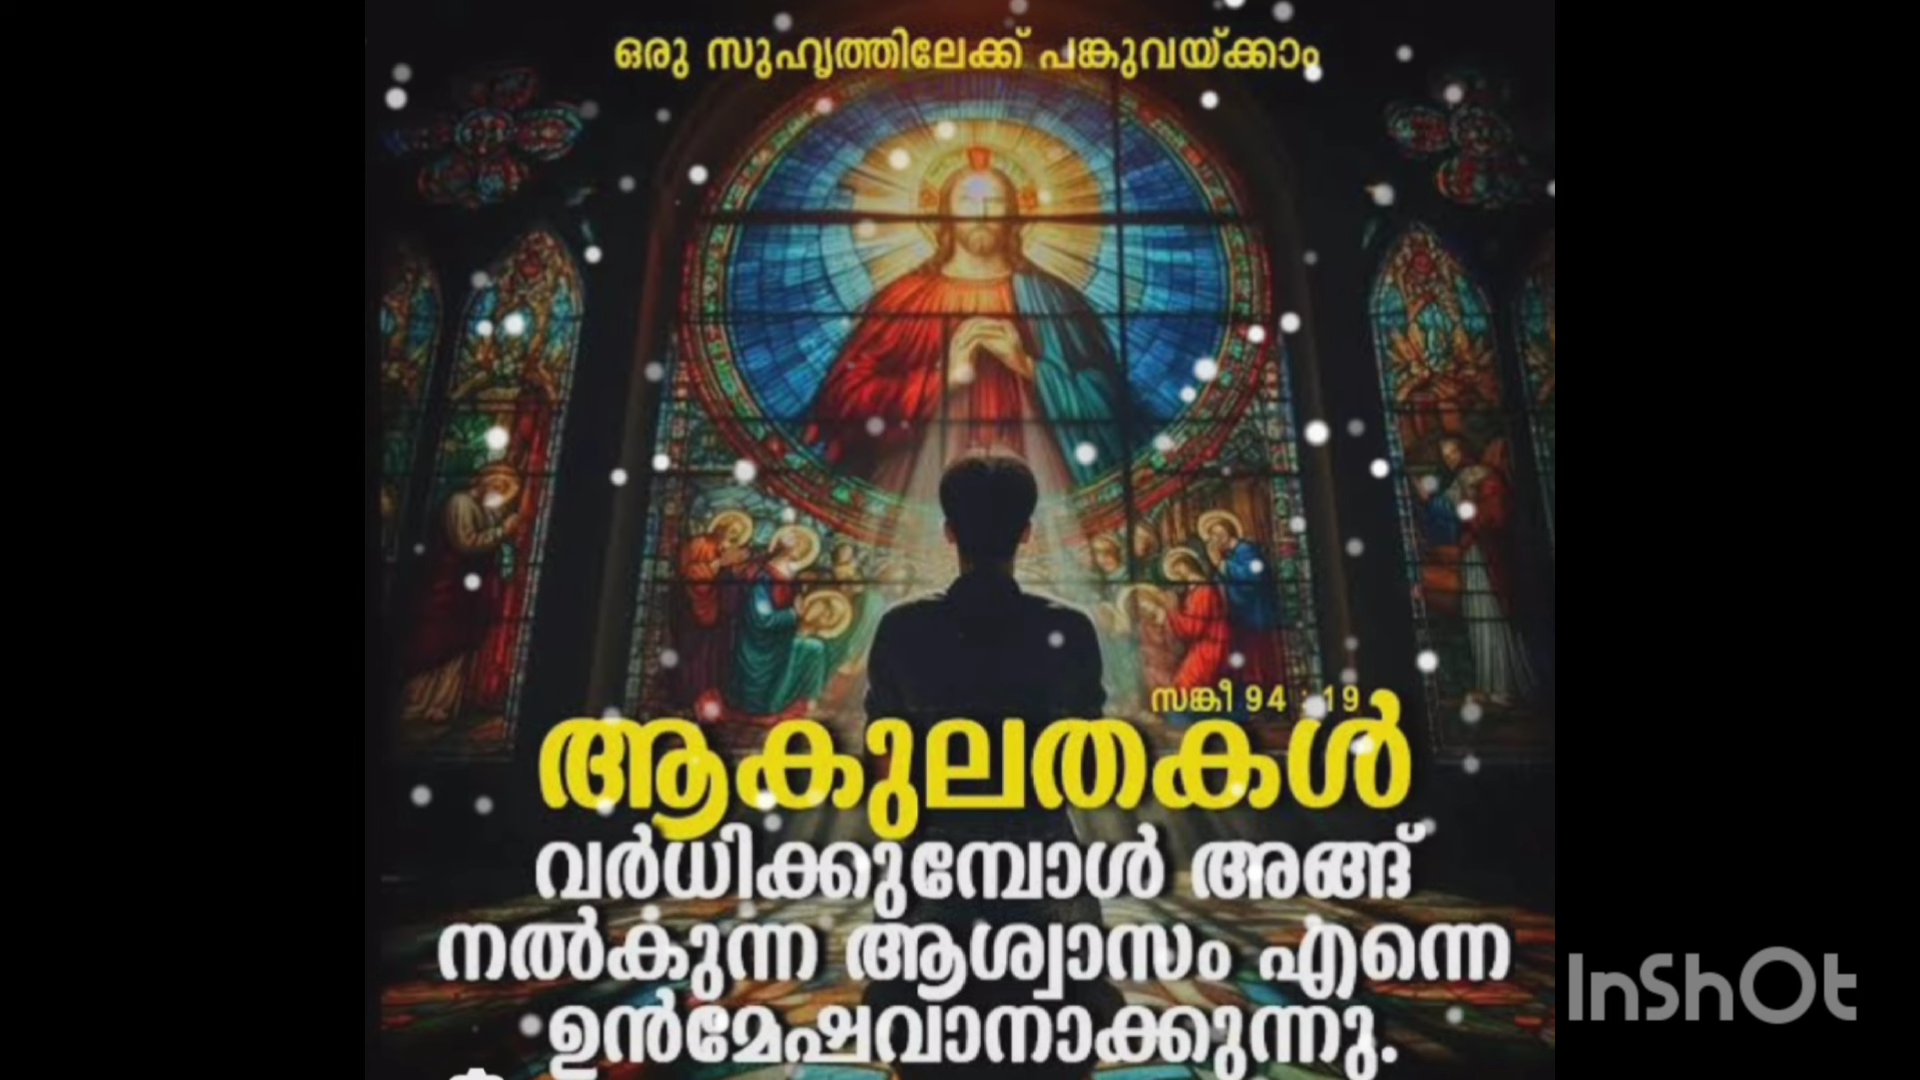 ഒരു സുഹൃത്തിലേക്ക് പങ്കുവയ്ക്കാം
സങ്കീ 94 : 19
ആകുലതകൾ
വർധിക്കുമ്പോൾ അങ്ങ്
നൽകുന്ന ആശ്വാസം എന്നെ
ഉൻമേഷവാനാക്കുന്നു.
InShOt